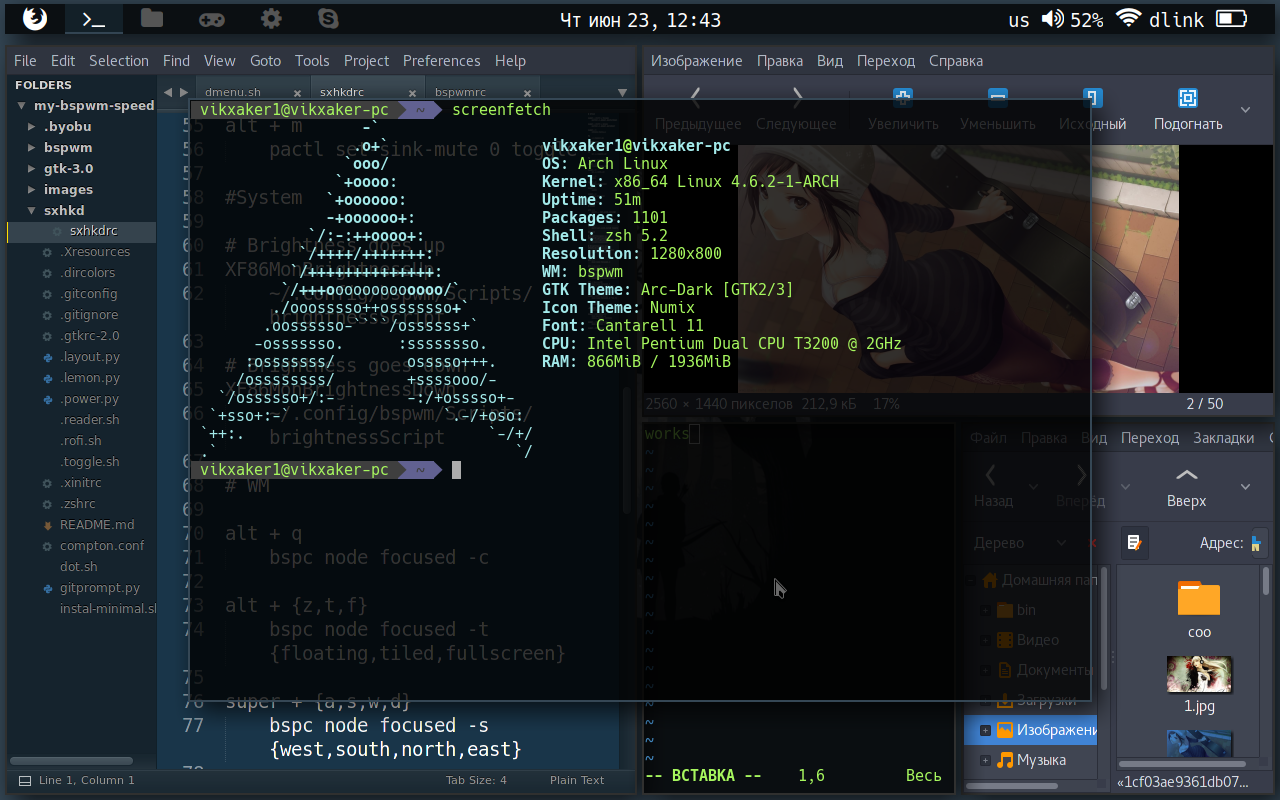 >_
Чт июн 23, 12:43
us 52% dlink
File Edit Selection Find View Goto Tools Project Preferences Help
FOLDERS
my-bspwm-speed
.byobu
bspwm
gtk-3.0
images
sxhkd
sxhkdrc
.Xresources
.dircolors
.gitconfig
.gitignore
.gtkrc-2.0
.layout.py
.lemon.py
.power.py
.reader.sh
.rofi.sh
.toggle.sh
.xinitrc
.zshrc
README.md
compton.conf
dot.sh
gitprompt.py
instal-minimal.sh
dmenu.sh × sxhkdrc × bspwmrc ×
55 alt + m
56 pactl set-sink-mute 0 toggle
57
58 #System
59
60 # Brightness goes up
61 XF86MonBrightnessUp
62 ~/.config/bspwm/Scripts/
brightnessScript
63
64 # Brightness goes down
65 XF86MonBrightnessDown
66 ~/.config/bspwm/Scripts/
brightnessScript
67
68 # WM
69
70 alt + q
71 bspc node focused -c
72
73 alt + {z,t,f}
74 bspc node focused -t
{floating,tiled,fullscreen}
75
76 super + {a,s,w,d}
77 bspc node focused -s
{west,south,north,east}
Line 1, Column 1 Tab Size: 4 Plain Text
vikxaker1@vikxaker-pc ~ screenfetch
vikxaker1@vikxaker-pc
OS: Arch Linux
Kernel: x86_64 Linux 4.6.2-1-ARCH
Uptime: 51m
Packages: 1101
Shell: zsh 5.2
Resolution: 1280x800
WM: bspwm
GTK Theme: Arc-Dark [GTK2/3]
Icon Theme: Numix
Font: Cantarell 11
CPU: Intel Pentium Dual CPU T3200 @ 2GHz
RAM: 866MiB / 1936MiB
vikxaker1@vikxaker-pc ~
Изображение Правка Вид Переход Справка
Предыдущее Следующее Увеличить Уменьшить Исходный Подогнать
2560 × 1440 пикселов 212,9 кБ 17% 2 / 50
works
-- ВСТАВКА -- 1,6 Весь
Файл Правка Вид Переход Закладки
Назад Вперёд Вверх
Дерево Адрес:
Домашняя пап
bin
Видео
Документы
Загрузки
Изображени
Музыка
coo
1.jpg
«1cf03ae9361db07...